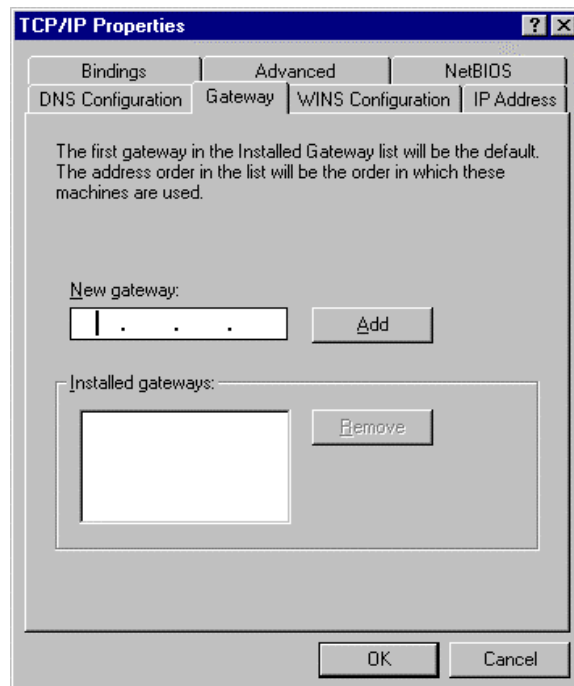 TCP/IP Properties
Bindings Advanced NetBIOS
DNS Configuration Gateway WINS Configuration IP Address
The first gateway in the Installed Gateway list will be the default.
The address order in the list will be the order in which these
machines are used.
New gateway:
. . .
Add
Installed gateways:
Remove
OK Cancel